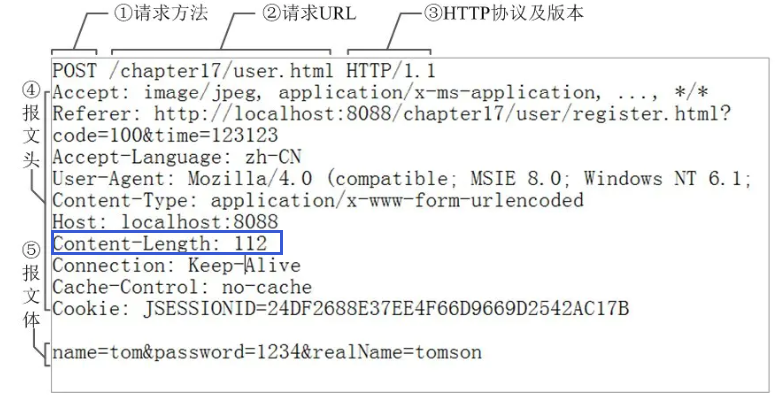 ①请求方法 ②请求URL ③HTTP协议及版本
POST /chapter17/user.html HTTP/1.1
④报文头
Accept: image/jpeg, application/x-ms-application, ..., */*
Referer: http://localhost:8088/chapter17/user/register.html?
code=100&time=123123
Accept-Language: zh-CN
User-Agent: Mozilla/4.0 (compatible; MSIE 8.0; Windows NT 6.1;
Content-Type: application/x-www-form-urlencoded
Host: localhost:8088
Content-Length: 112
Connection: Keep-Alive
Cache-Control: no-cache
Cookie: JSESSIONID=24DF2688E37EE4F66D9669D2542AC17B
⑤报文体
name=tom&password=1234&realName=tomson